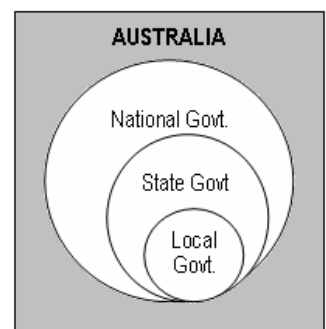 AUSTRALIA
National Govt.
State Govt
Local
Govt.